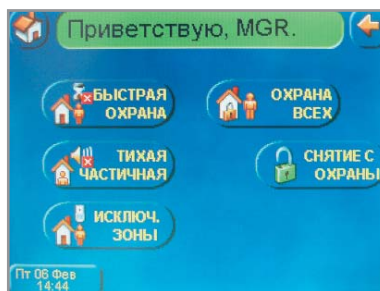 Приветствую, MGR.
БЫСТРАЯ
ОХРАНА
ОХРАНА
ВСЕХ
ТИХАЯ
ЧАСТИЧНАЯ
СНЯТИЕ С
ОХРАНЫ
ИСКЛЮЧ.
ЗОНЫ
Пт 06 Фев
14:44